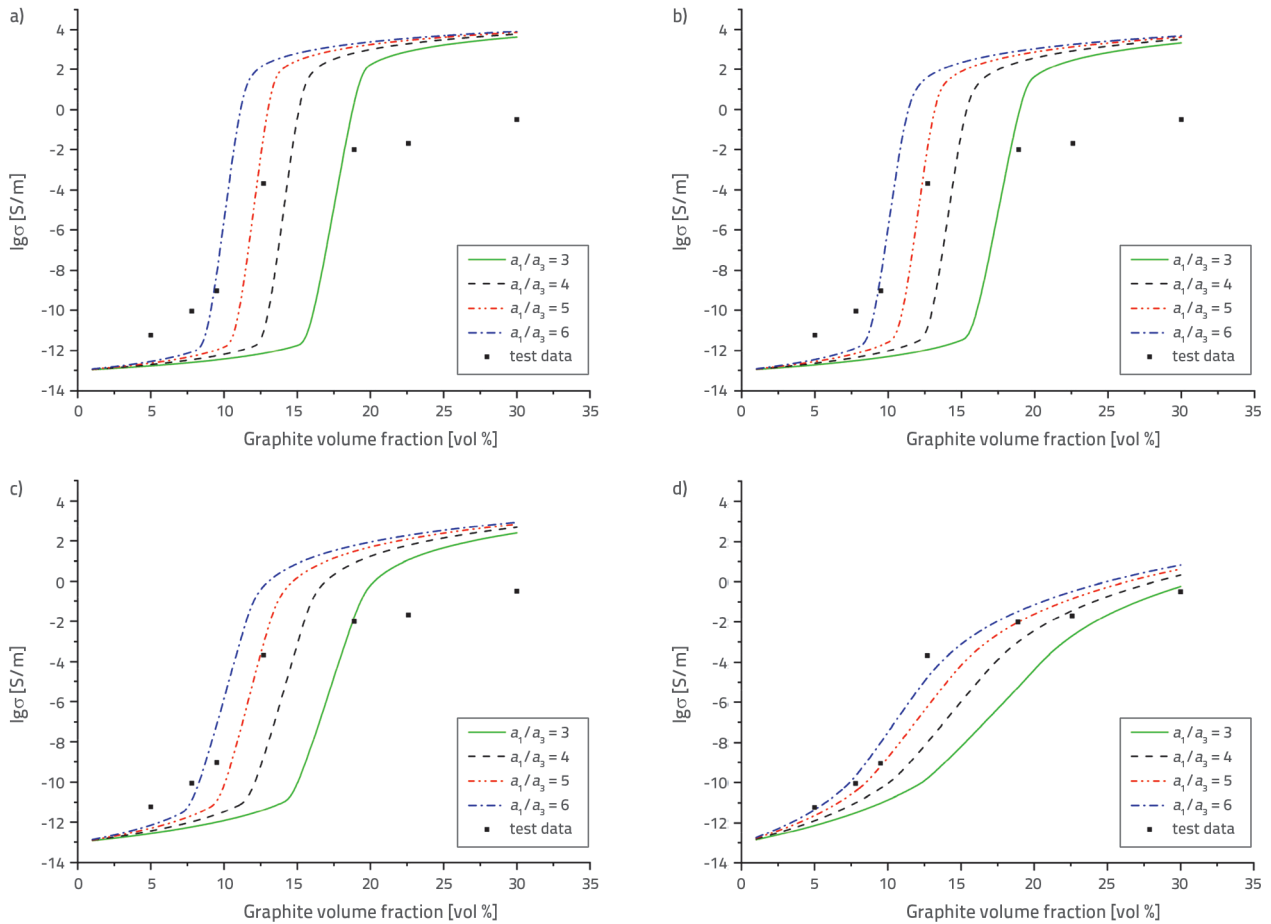 a)
4
2
0
-2
-4
-6
-8
-10
-12
-14
lgσ [S/m]
0 5 10 15 20 25 30 35
Graphite volume fraction [vol %]
a1/a3 = 3
a1/a3 = 4
a1/a3 = 5
a1/a3 = 6
test data
b)
4
2
0
-2
-4
-6
-8
-10
-12
-14
lgσ [S/m]
0 5 10 15 20 25 30 35
Graphite volume fraction [vol %]
a1/a3 = 3
a1/a3 = 4
a1/a3 = 5
a1/a3 = 6
test data
c)
4
2
0
-2
-4
-6
-8
-10
-12
-14
lgσ [S/m]
0 5 10 15 20 25 30 35
Graphite volume fraction [vol %]
a1/a3 = 3
a1/a3 = 4
a1/a3 = 5
a1/a3 = 6
test data
d)
4
2
0
-2
-4
-6
-8
-10
-12
-14
lgσ [S/m]
0 5 10 15 20 25 30 35
Graphite volume fraction [vol %]
a1/a3 = 3
a1/a3 = 4
a1/a3 = 5
a1/a3 = 6
test data